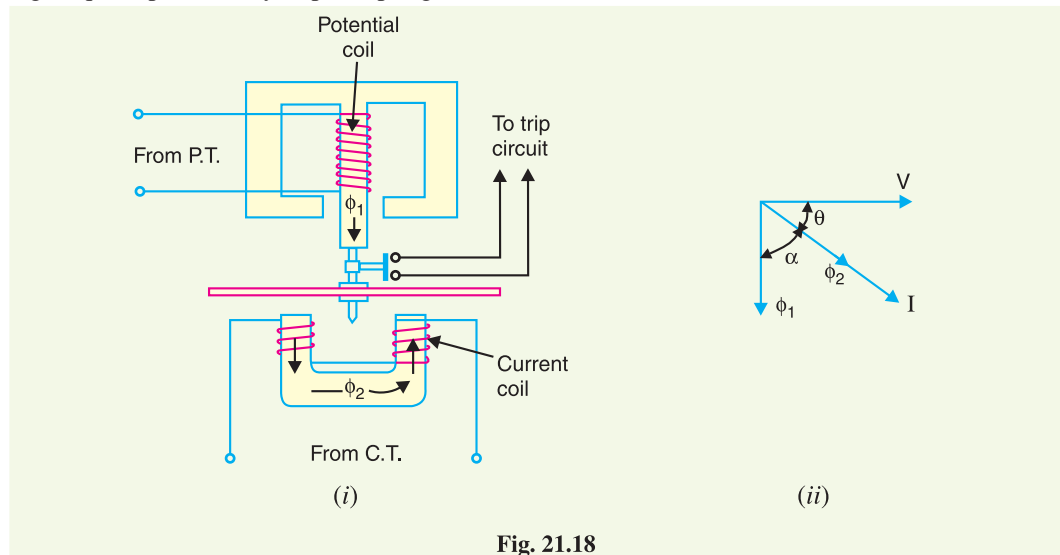 Potential
coil
From P.T.
To trip
circuit
ϕ1
ϕ2
Current
coil
From C.T.
(i)
V
θ
α
ϕ2
ϕ1
I
(ii)
Fig. 21.18